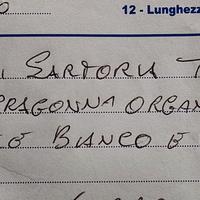 12 - Lunghezz
SARTORIA T
PRAGONNA ORGAN
E BIANCO E